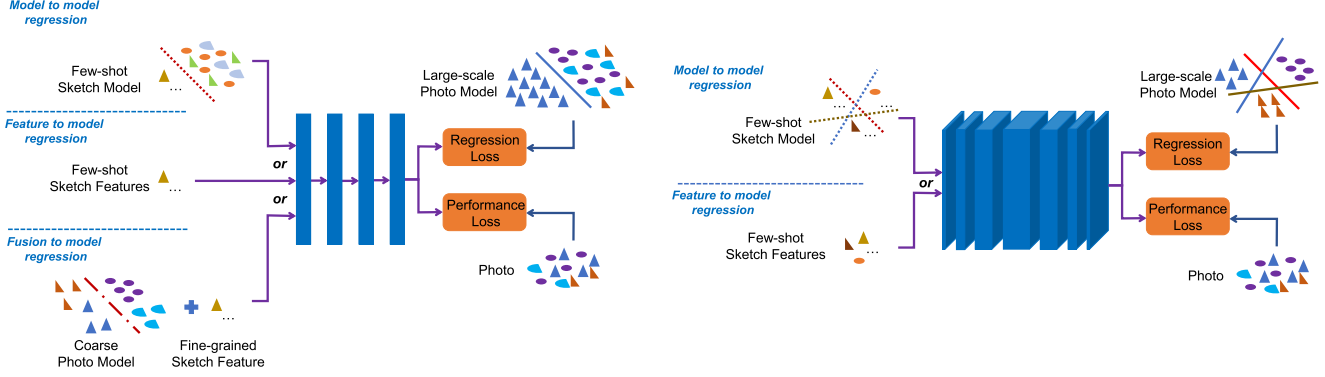 Model to model
regression
Few-shot
Sketch Model
...
Feature to model
regression
Few-shot
Sketch Features
...
Fusion to model
regression
Coarse
Photo Model
...
Fine-grained
Sketch Feature
or
or
Large-scale
Photo Model
Regression
Loss
Performance
Loss
Photo
Model to model
regression
Few-shot
Sketch Model
...
...
...
Feature to model
regression
Few-shot
Sketch Features
...
or
Large-scale
Photo Model
Regression
Loss
Performance
Loss
Photo